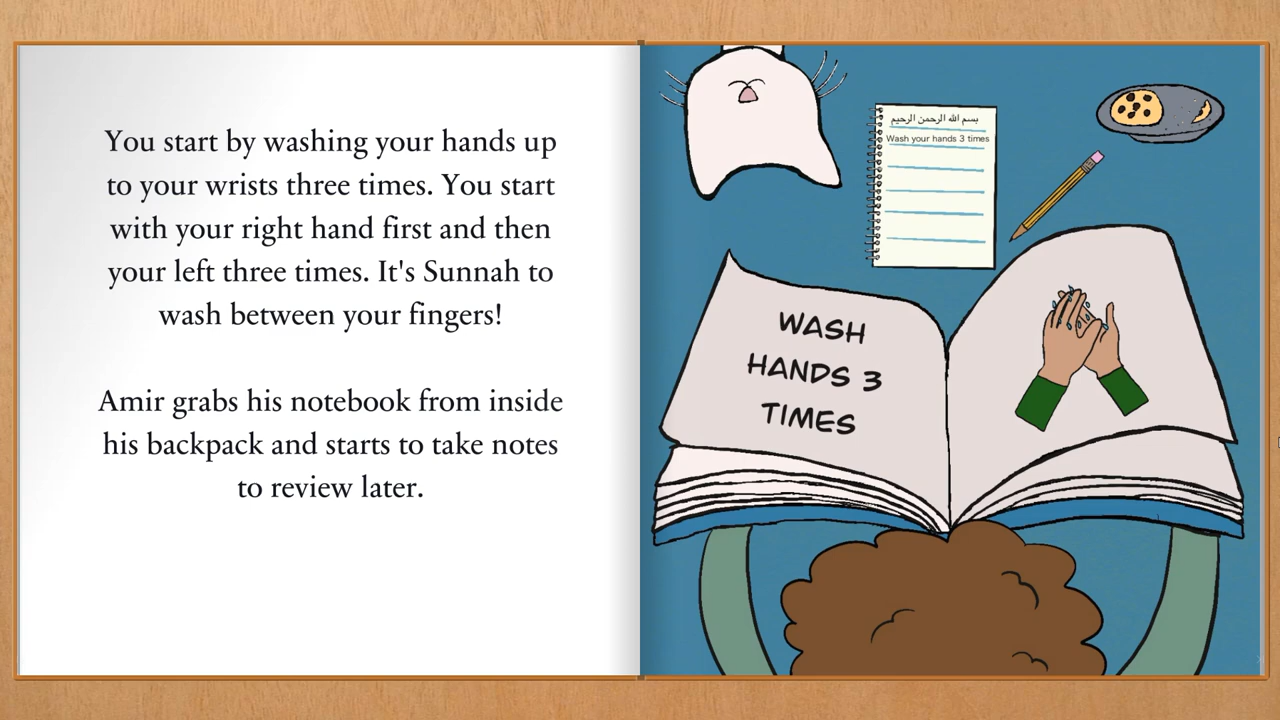 You start by washing your hands up
to your wrists three times. You start
with your right hand first and then
your left three times. It's Sunnah to
wash between your fingers!
Amir grabs his notebook from inside
his backpack and starts to take notes
to review later.
بسم الله الرحمن الرحيم
Wash your hands 3 times
WASH
HANDS 3
TIMES